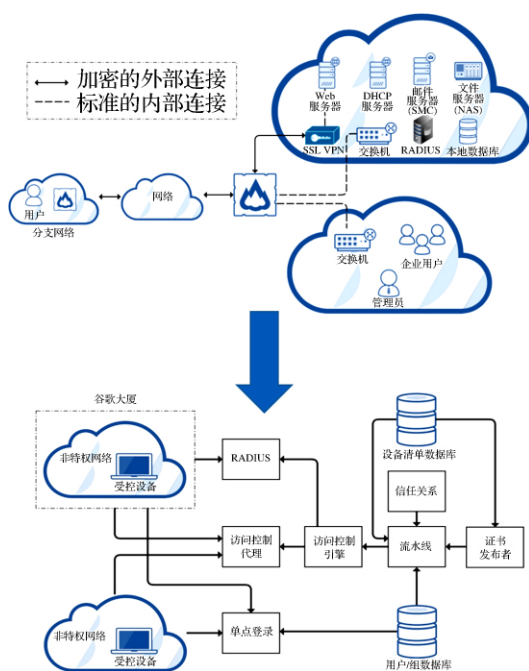 加密的外部连接
标准的内部连接
Web
服务器
DHCP
服务器
邮件
服务器
(SMC)
文件
服务器
(NAS)
SSL VPN
交换机
RADIUS
本地数据库
用户
分支网络
网络
交换机
企业用户
管理员
谷歌大厦
非特权网络
受控设备
RADIUS
设备清单数据库
信任关系
访问控制
代理
访问控制
引擎
流水线
证书
发布者
非特权网络
受控设备
单点登录
用户/组数据库